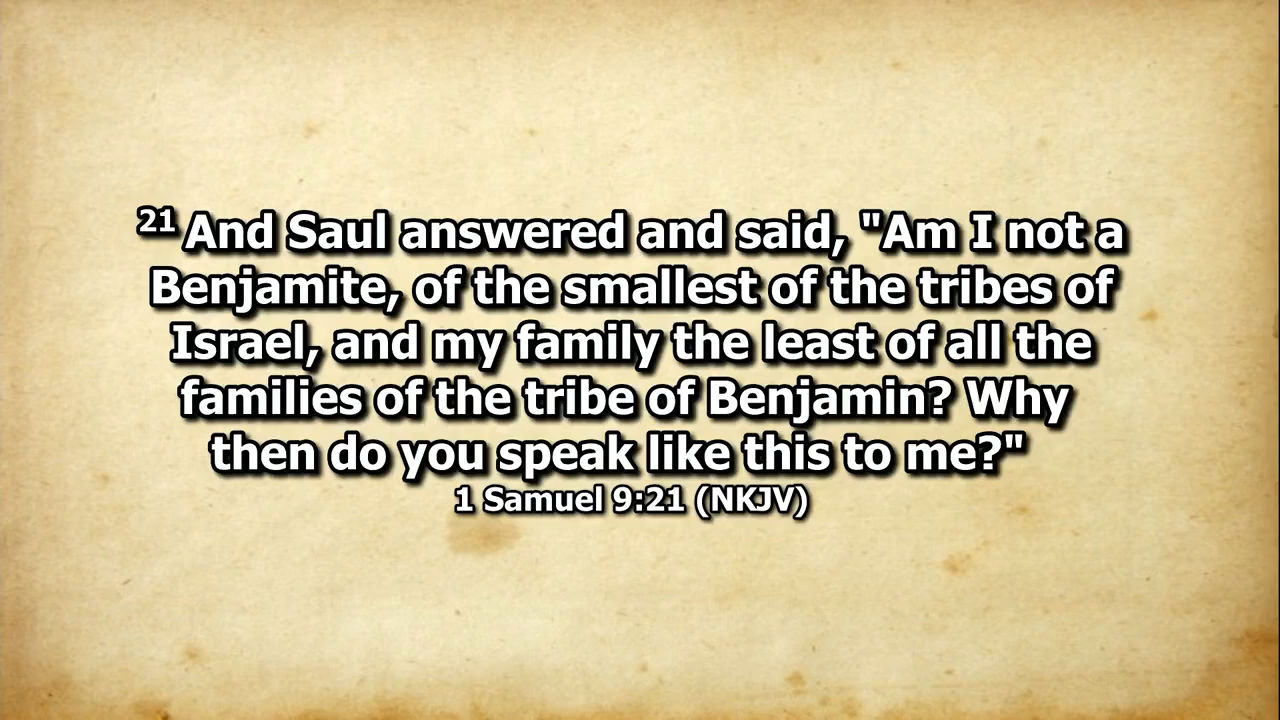 21 And Saul answered and said, "Am I not a
Benjamite, of the smallest of the tribes of
Israel, and my family the least of all the
families of the tribe of Benjamin? Why
then do you speak like this to me?"
1 Samuel 9:21 (NKJV)